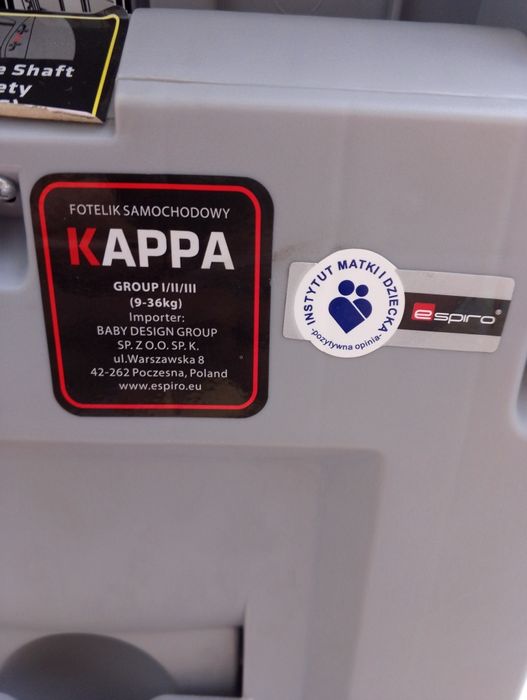 e Shaft
ety
FOTELIK SAMOCHODOWY
KAPPA
GROUP I/II/III
(9-36kg)
Importer:
BABY DESIGN GROUP
SP. Z O.O. SP. K.
ul.Warszawska 8
42-262 Poczesna, Poland
www.espiro.eu
INSTYTUT MATKI I DZIECKA
-pozytywna opinia-
espiro®